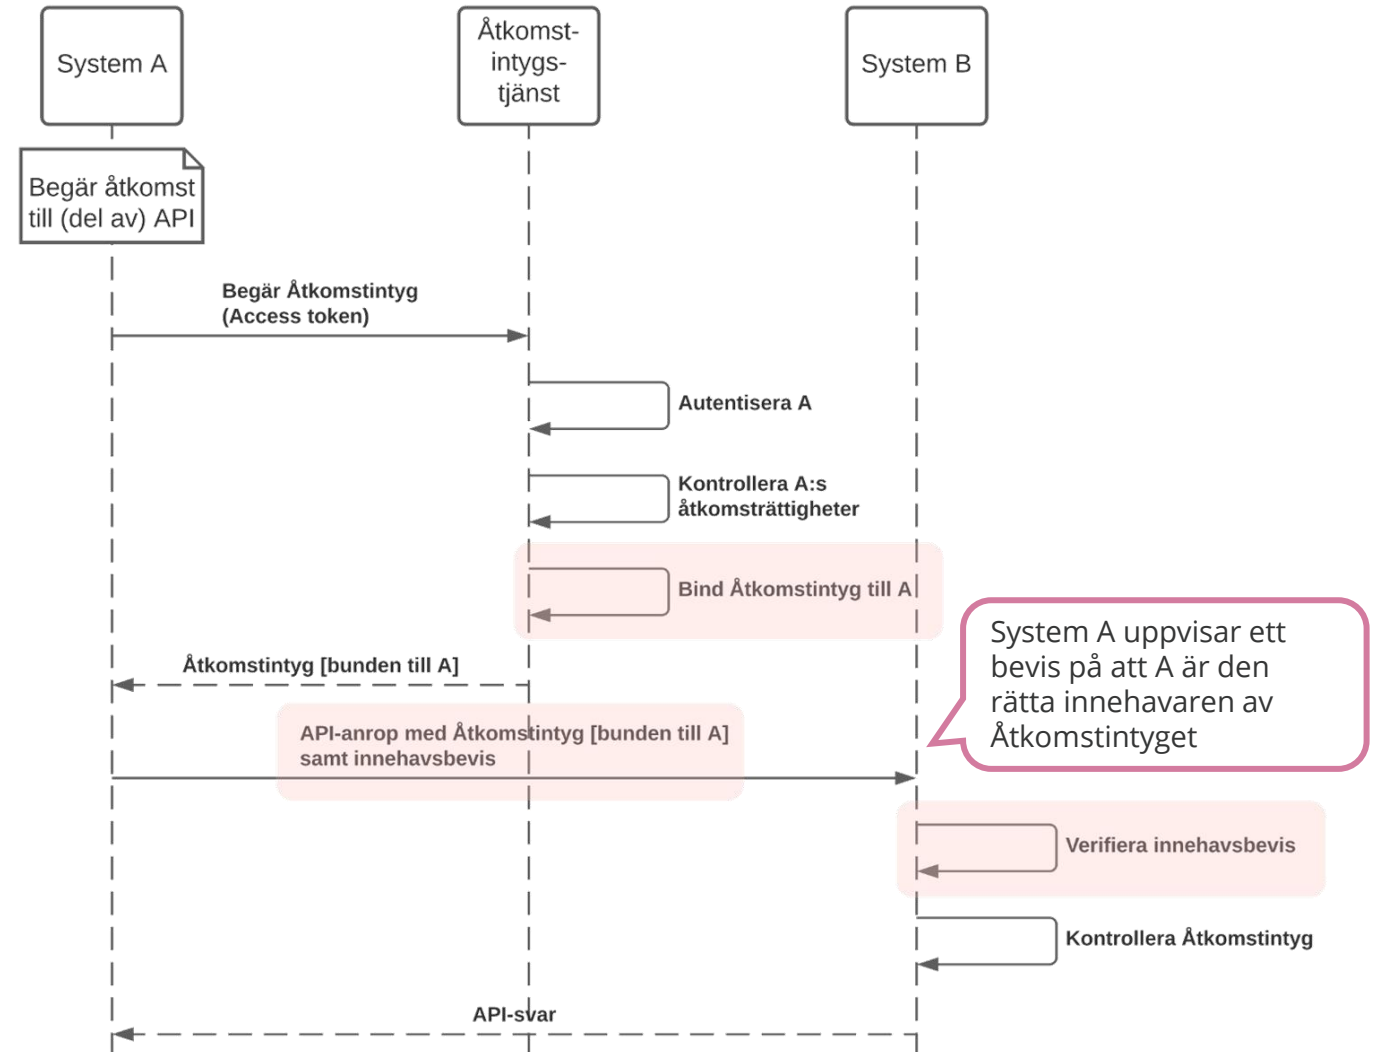 System A
Åtkomst-
intygs-
tjänst
System B
Begär åtkomst
till (del av) API
Begär Åtkomstintyg
(Access token)
Autentisera A
Kontrollera A:s
åtkomsträttigheter
Bind Åtkomstintyg till A
System A uppvisar ett
bevis på att A är den
rätta innehavaren av
Åtkomstintyget
Åtkomstintyg [bunden till A]
API-anrop med Åtkomstintyg [bunden till A]
samt innehavsbevis
Verifiera innehavsbevis
Kontrollera Åtkomstintyg
API-svar